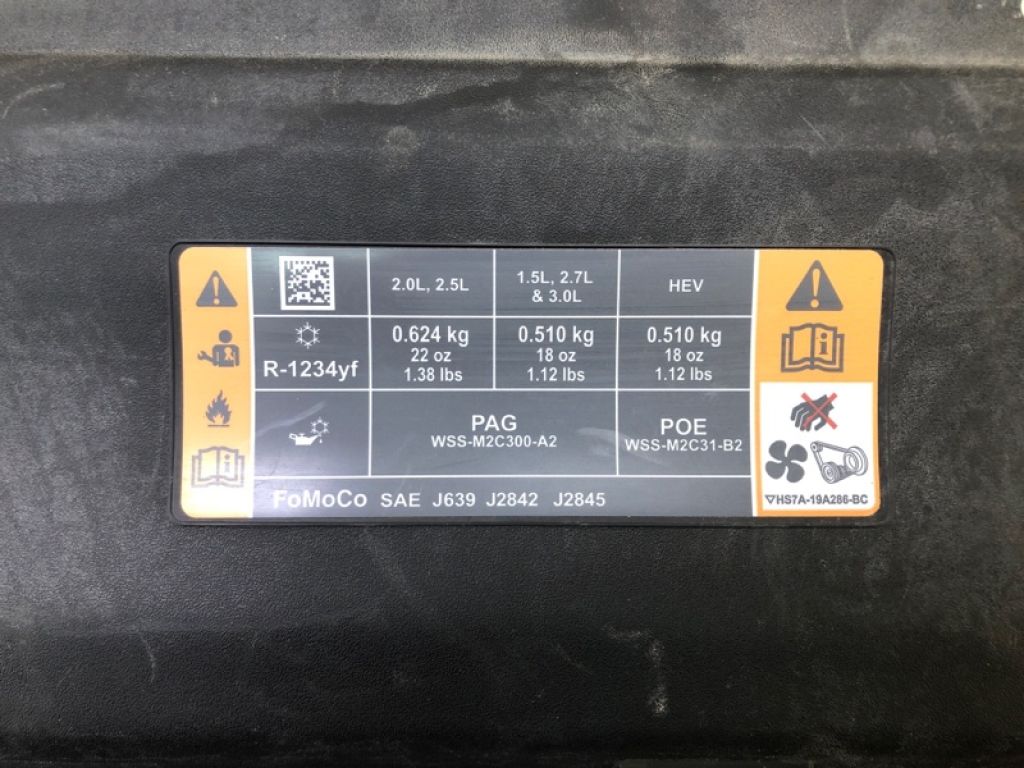 2.0L, 2.5L
1.5L, 2.7L
& 3.0L
HEV
R-1234yf
0.624 kg
22 oz
1.38 lbs
0.510 kg
18 oz
1.12 lbs
0.510 kg
18 oz
1.12 lbs
PAG
WSS-M2C300-A2
POE
WSS-M2C31-B2
FoMoCo SAE J639 J2842 J2845
HS7A-19A286-BC